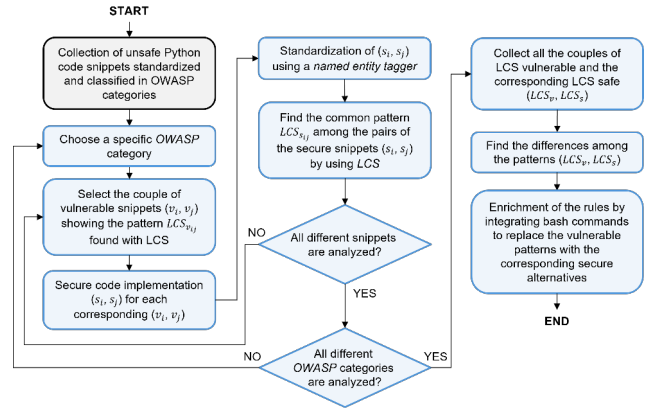 START
Collection of unsafe Python
code snippets standardized
and classified in OWASP
categories
Choose a specific OWASP
category
Select the couple of
vulnerable snippets (vᵢ, vⱼ)
showing the pattern LCSᵥᵢⱼ
found with LCS
Secure code implementation
(sᵢ, sⱼ) for each
corresponding (vᵢ, vⱼ)
Standardization of (sᵢ, sⱼ)
using a named entity tagger
Find the common pattern
LCSₛᵢⱼ among the pairs of
the secure snippets (sᵢ, sⱼ)
by using LCS
NO
All different snippets
are analyzed?
YES
NO
All different
OWASP categories
are analyzed?
YES
Collect all the couples of
LCS vulnerable and the
corresponding LCS safe
(LCSᵥ, LCSₛ)
Find the differences among
the patterns (LCSᵥ, LCSₛ)
Enrichment of the rules by
integrating bash commands
to replace the vulnerable
patterns with the
corresponding secure
alternatives
END